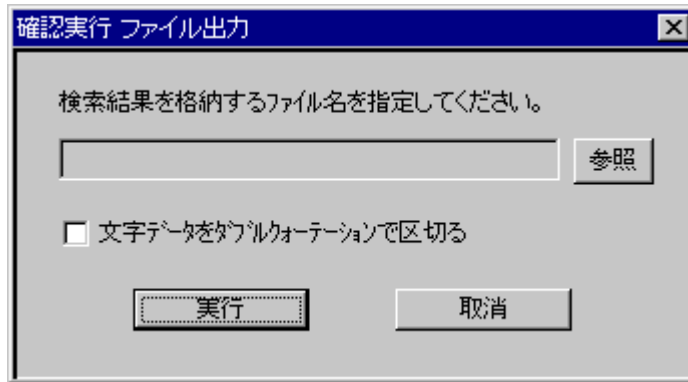 確認実行 ファイル出力
検索結果を格納するﾌｧｲﾙ名を指定してください。
参照
文字ﾃﾞｰﾀをﾀﾞﾌﾞﾙｸｫｰﾃｰｼｮﾝで区切る
実行
取消